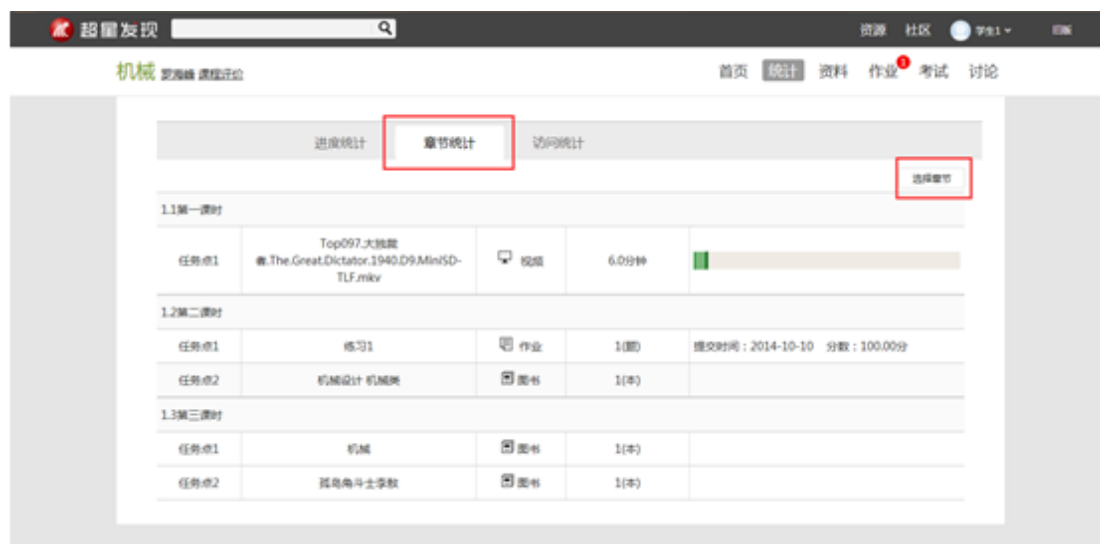 超星发现
资源 社区 学生1
机械 课程评价
首页 统计 资料 作业 1 考试 讨论
进度统计 章节统计 访问统计
选择章节
1.1第一课时
任务点1
Top097.大独裁
者.The.Great.Dictator.1940.D9.MiniSD-
TLF.mkv
视频 6.0分钟
1.2第二课时
任务点1 练习1 作业 1(题) 提交时间：2014-10-10 分数：100.00分
任务点2 机械设计 机械类 图书 1(本)
1.3第三课时
任务点1 机械 图书 1(本)
任务点2 孤岛角斗士李敖 图书 1(本)